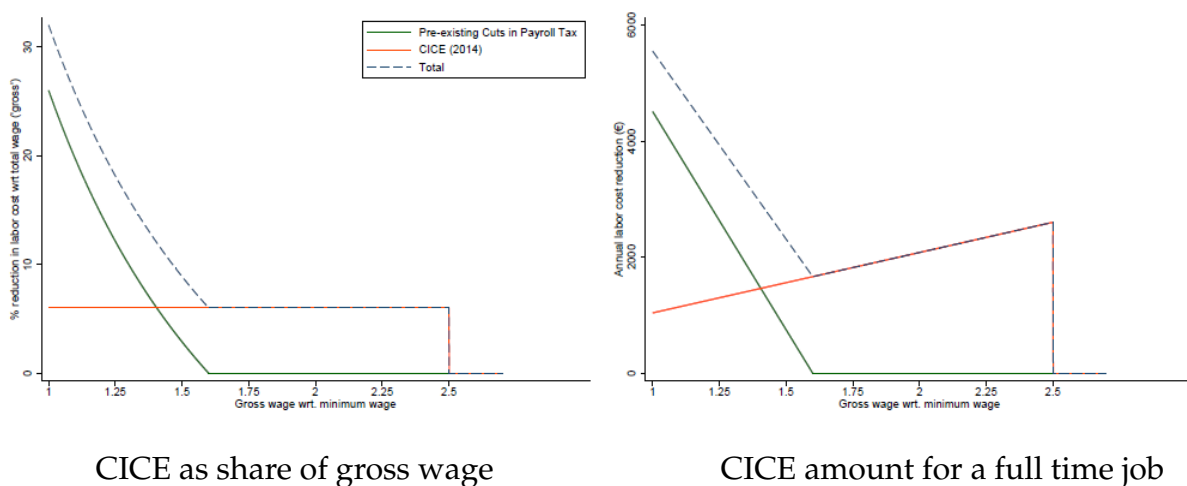 Pre-existing Cuts in Payroll Tax
CICE (2014)
Total
% reduction in labor cost wrt total wage ('gross')
0
10
20
30
1
1.25
1.5
1.75
2
2.25
2.5
Gross wage wrt. minimum wage
CICE as share of gross wage
Annual labor cost reduction (€)
0
2000
4000
6000
1
1.25
1.5
1.75
2
2.25
2.5
Gross wage wrt. minimum wage
CICE amount for a full time job